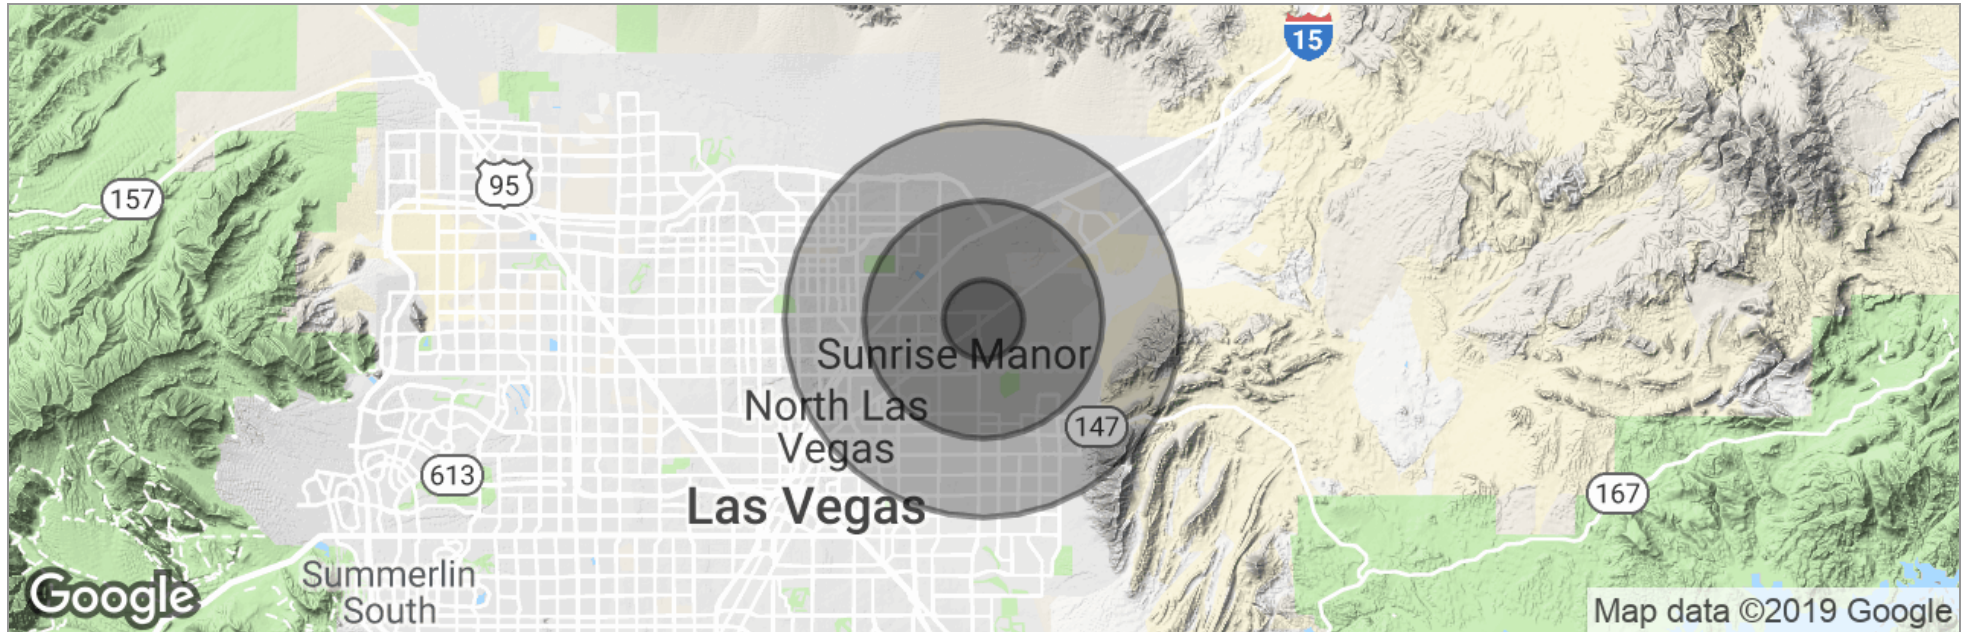 15
157
95
Sunrise Manor
North Las
Vegas
147
613
167
Las Vegas
Summerlin
South
Google
Map data ©2019 Google